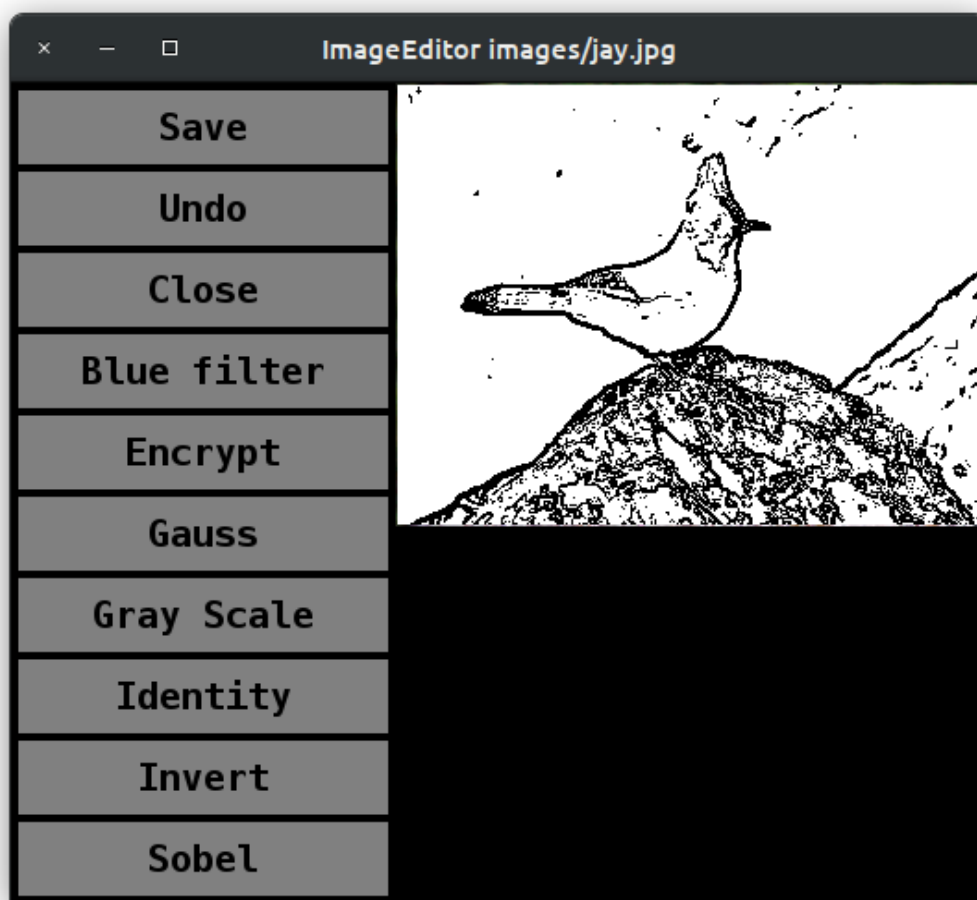 ImageEditor images/jay.jpg
Save
Undo
Close
Blue filter
Encrypt
Gauss
Gray Scale
Identity
Invert
Sobel